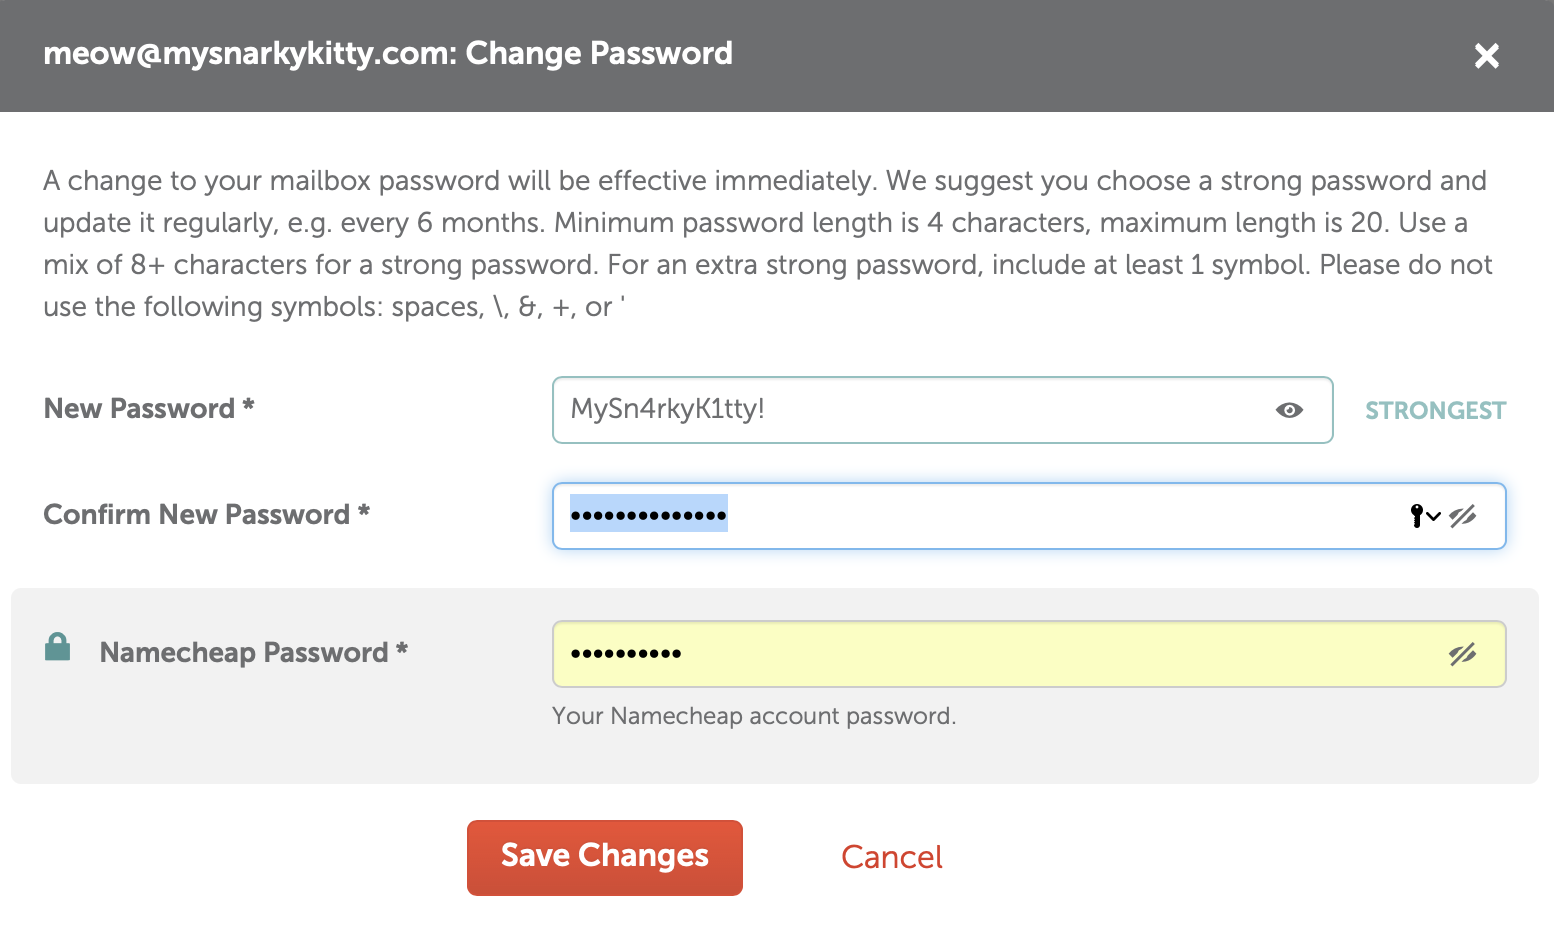 meow@mysnarkykitty.com: Change Password
A change to your mailbox password will be effective immediately. We suggest you choose a strong password and
update it regularly, e.g. every 6 months. Minimum password length is 4 characters, maximum length is 20. Use a
mix of 8+ characters for a strong password. For an extra strong password, include at least 1 symbol. Please do not
use the following symbols: spaces, \, &, +, or '
New Password * MySn4rkyK1tty! STRONGEST
Confirm New Password * ••••••••••••••
Namecheap Password * ••••••••••
Your Namecheap account password.
Save Changes Cancel